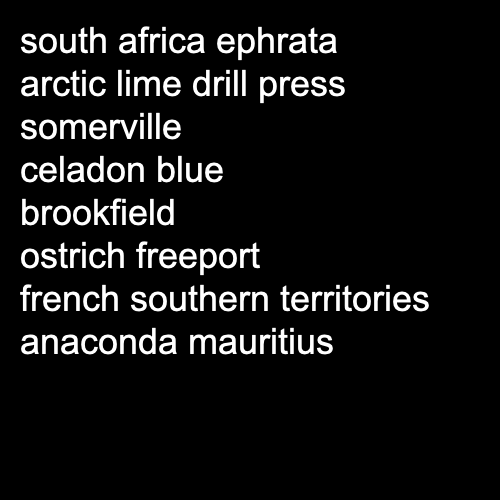 south africa ephrata
arctic lime drill press
somerville
celadon blue
brookfield
ostrich freeport
french southern territories
anaconda mauritius